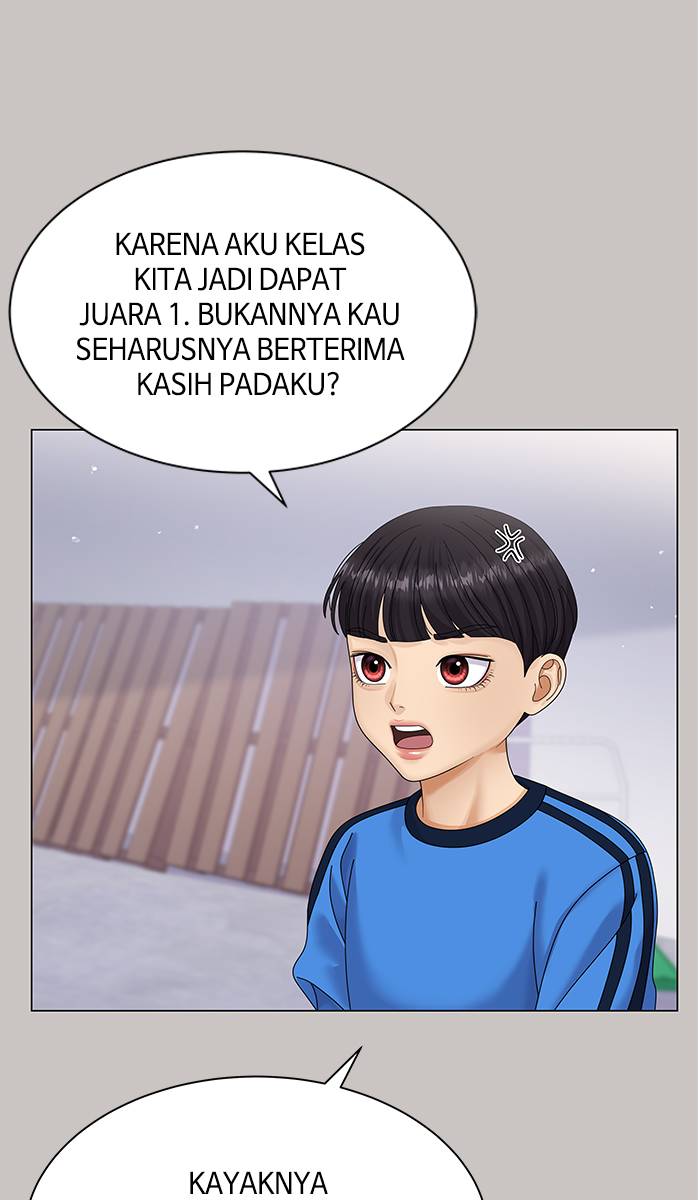 KARENA AKU KELAS
KITA JADI DAPAT
JUARA 1. BUKANNYA KAU
SEHARUSNYA BERTERIMA
KASIH PADAKU?
KAYAKNYA